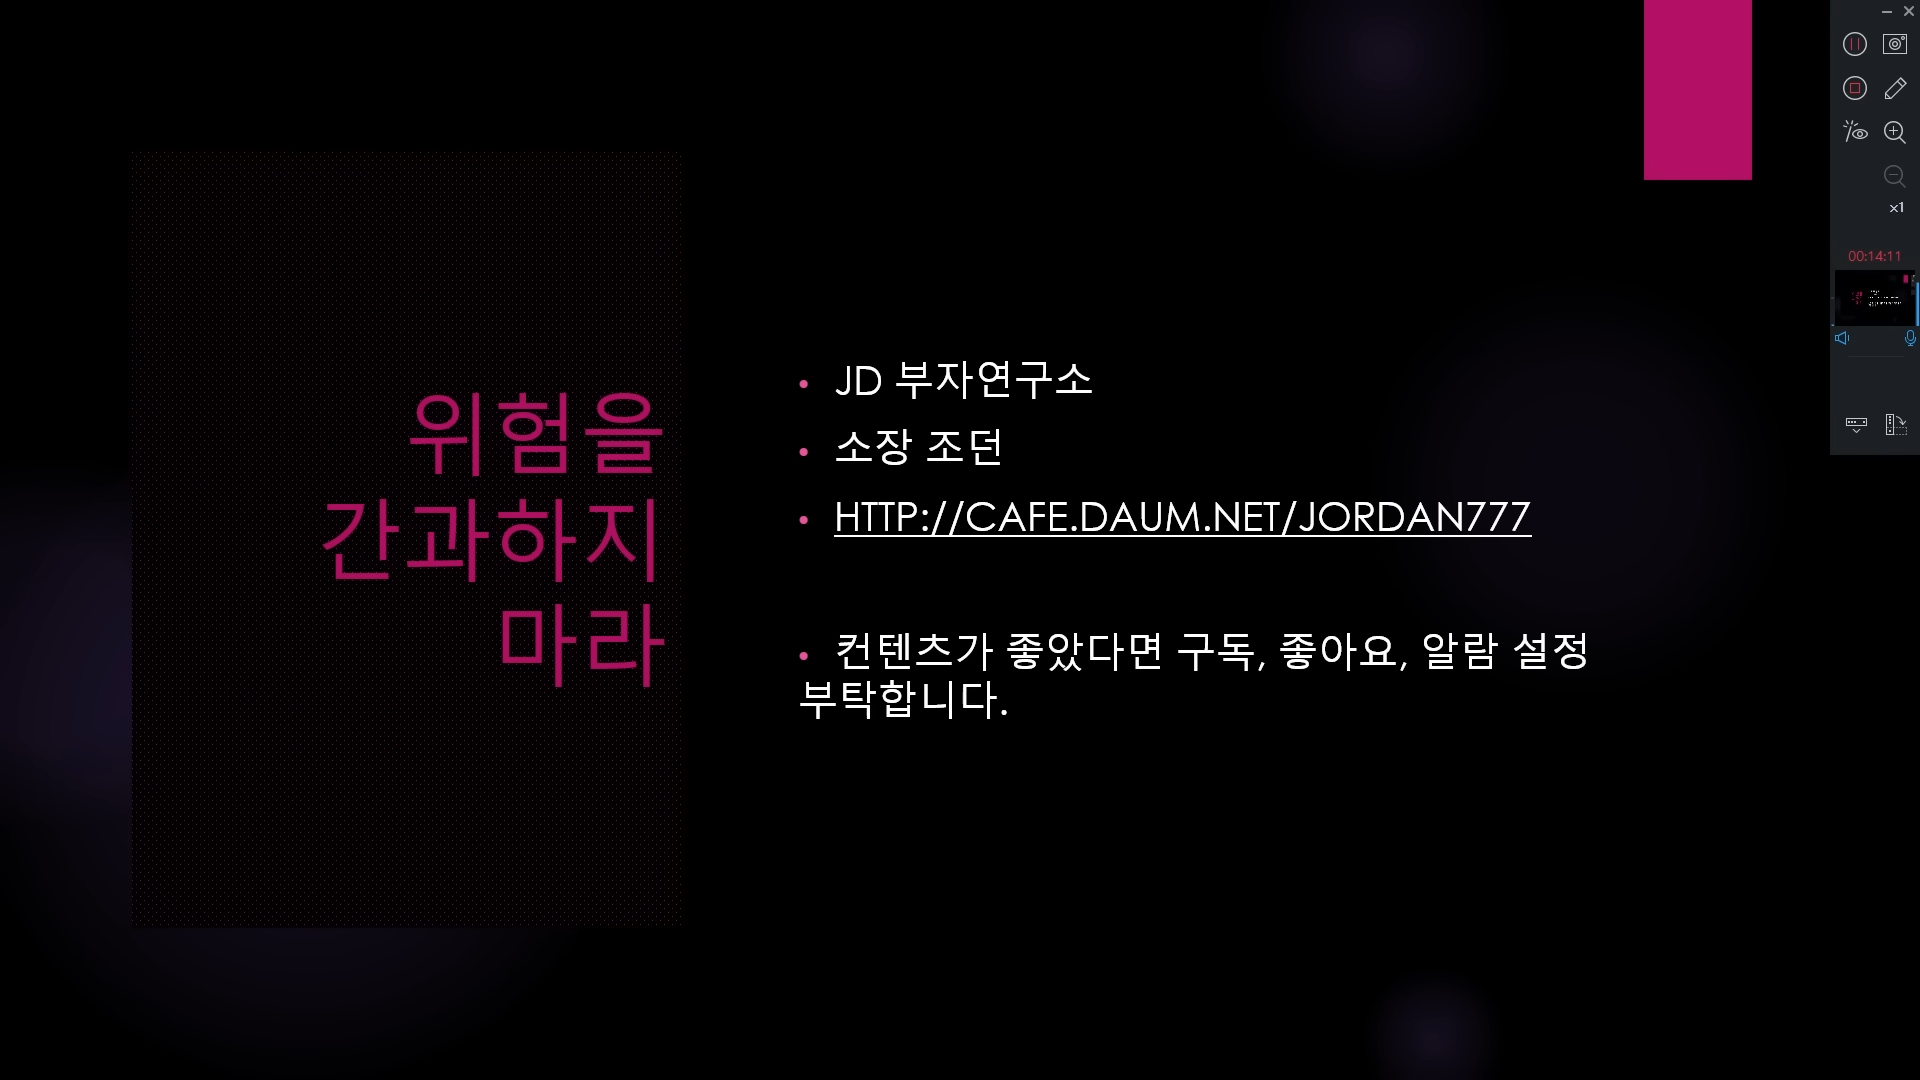 위험을
간과하지
마라
• JD 부자연구소
• 소장 조던
• HTTP://CAFE.DAUM.NET/JORDAN777
• 컨텐츠가 좋았다면 구독, 좋아요, 알람 설정
부탁합니다.
x1
00:14:11